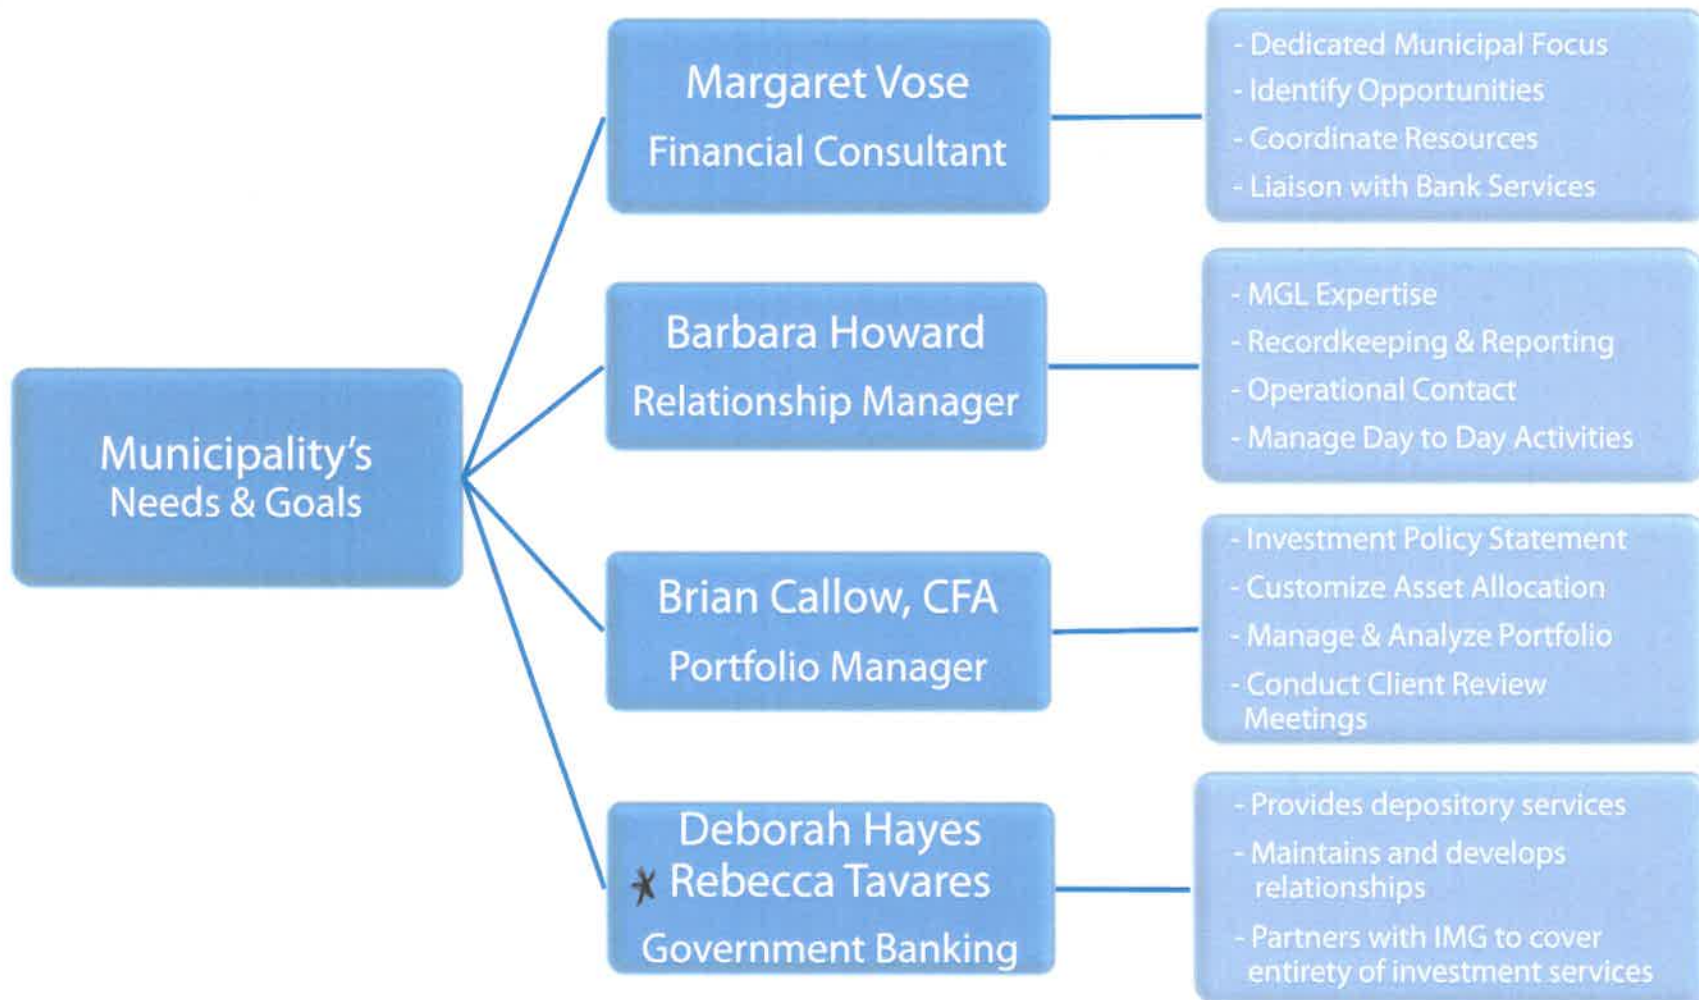 Municipality's
Needs & Goals
Margaret Vose
Financial Consultant
- Dedicated Municipal Focus
- Identify Opportunities
- Coordinate Resources
- Liaison with Bank Services
Barbara Howard
Relationship Manager
- MGL Expertise
- Recordkeeping & Reporting
- Operational Contact
- Manage Day to Day Activities
Brian Callow, CFA
Portfolio Manager
- Investment Policy Statement
- Customize Asset Allocation
- Manage & Analyze Portfolio
- Conduct Client Review
Meetings
Deborah Hayes
* Rebecca Tavares
Government Banking
- Provides depository services
- Maintains and develops
relationships
- Partners with IMG to cover
entirety of investment services